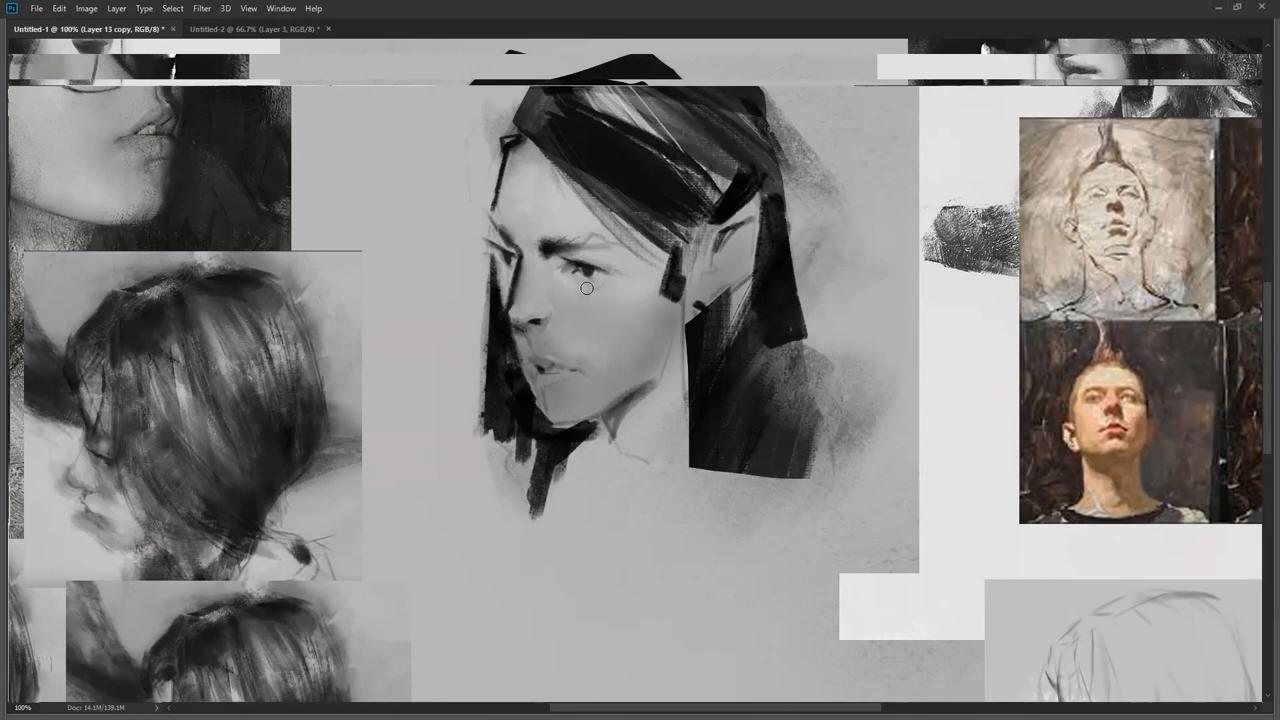 Ps File Edit Image Layer Type Select Filter 3D View Window Help
Untitled-1 @ 100% (Layer 13 copy, RGB/8) * × Untitled-2 @ 66.7% (Layer 3, RGB/8) * ×
100% Doc: 14.1M/139.1M